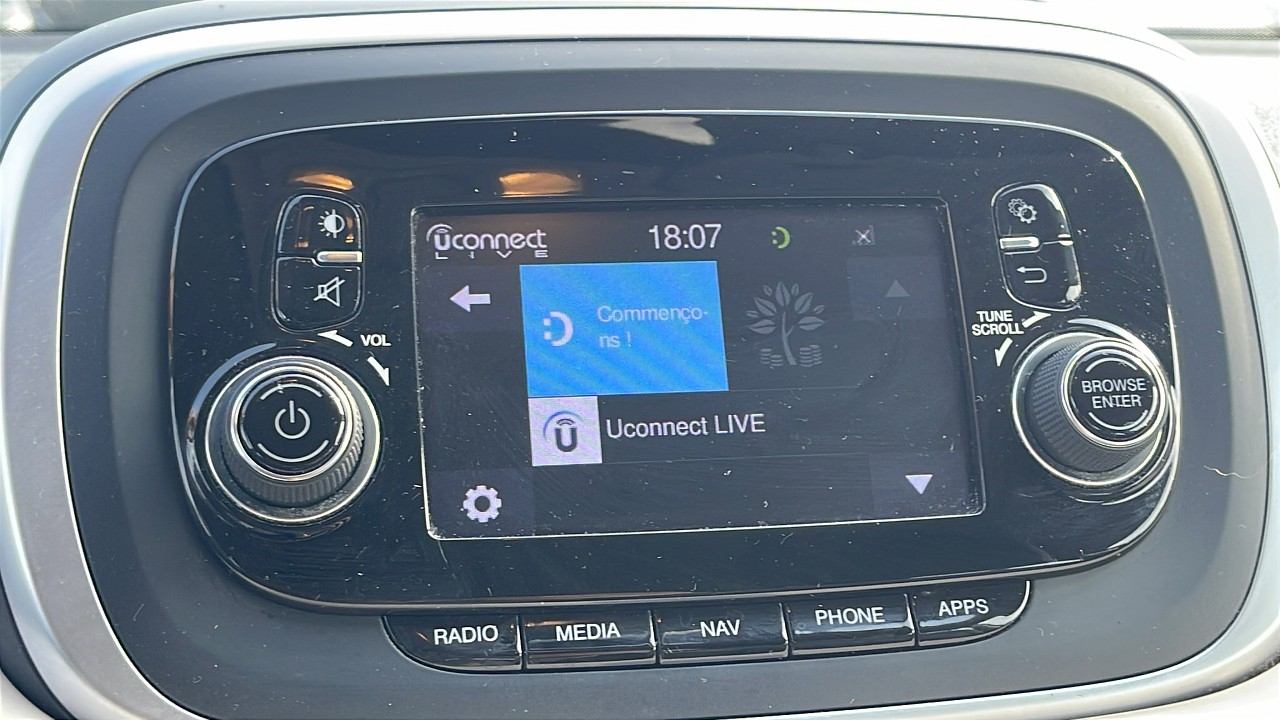 uconnect
LIVE
18:07
Commenço-
ns !
Uconnect LIVE
VOL
TUNE
SCROLL
BROWSE
ENTER
RADIO
MEDIA
NAV
PHONE
APPS